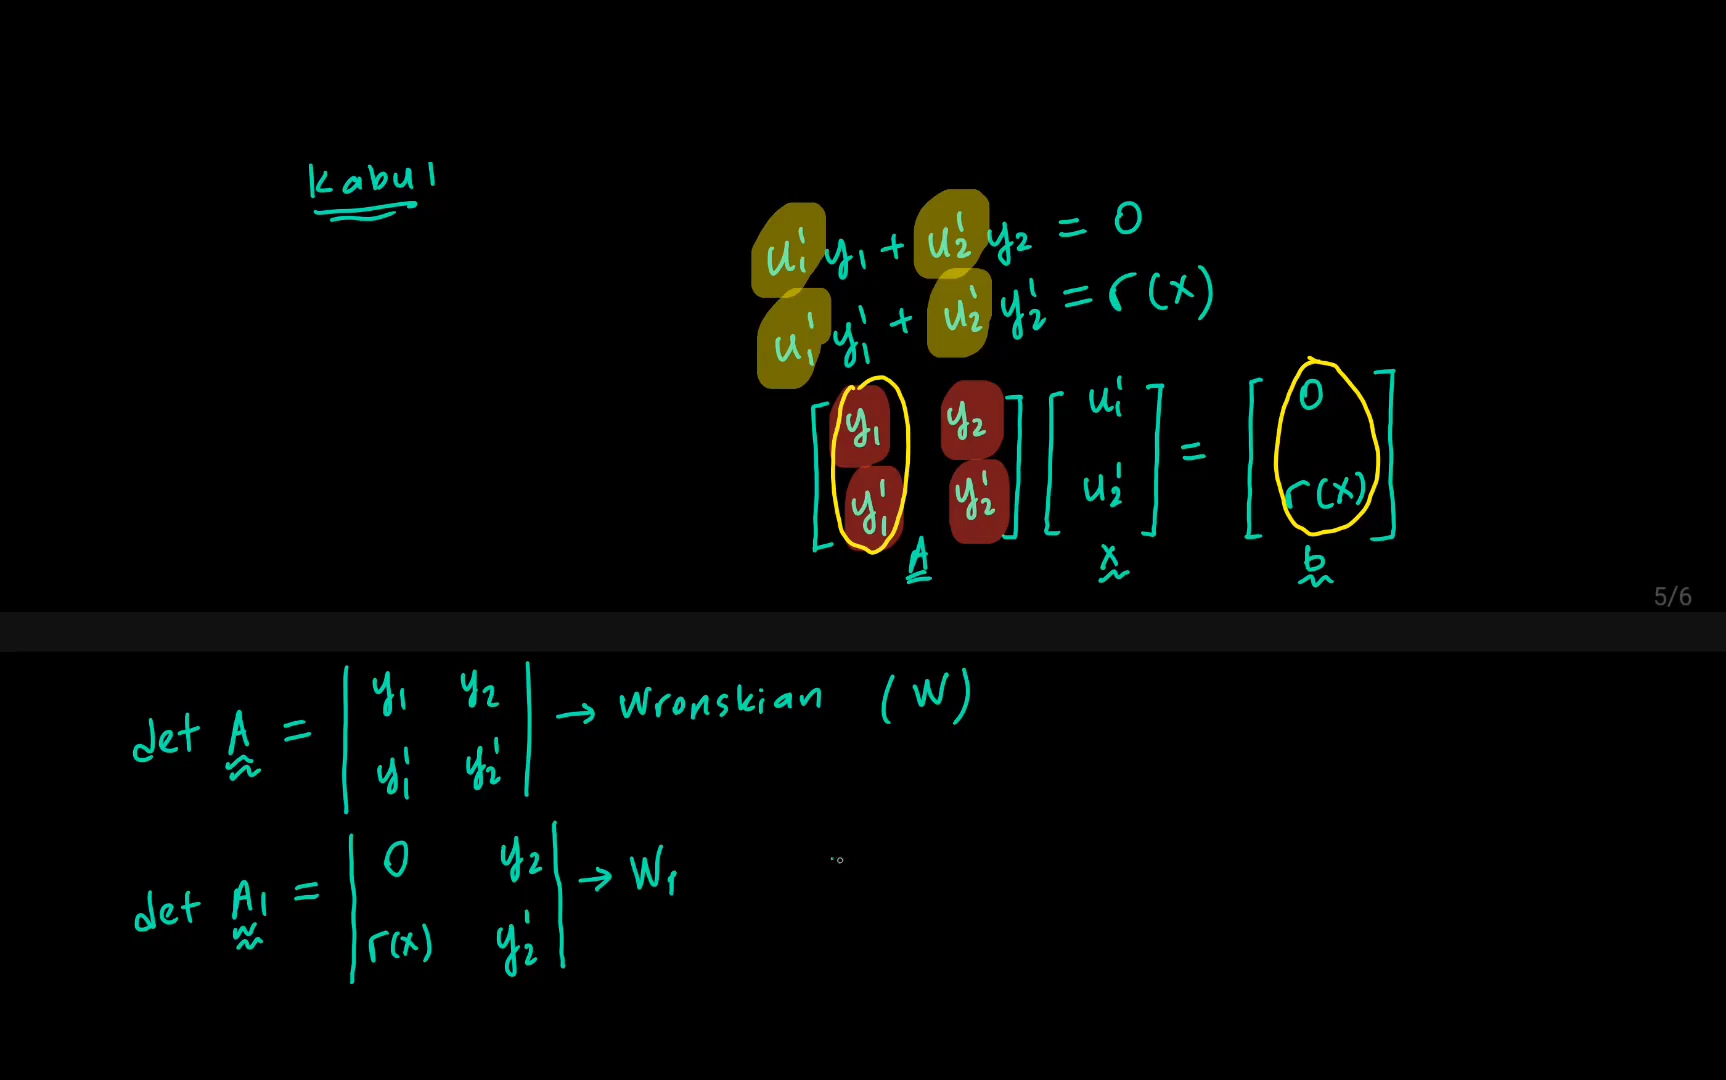 Kabul
u₁' y₁ + u₂' y₂ = 0
u₁' y₁' + u₂' y₂' = r(x)
[ y₁ y₂ ] [ u₁' ] = [ 0 ]
[ y₁' y₂' ] [ u₂' ] [ r(x) ]
A x b
5/6
det A = | y₁ y₂ | → Wronskian (W)
| y₁' y₂' |
det A₁ = | 0 y₂ | → W₁
| r(x) y₂' |